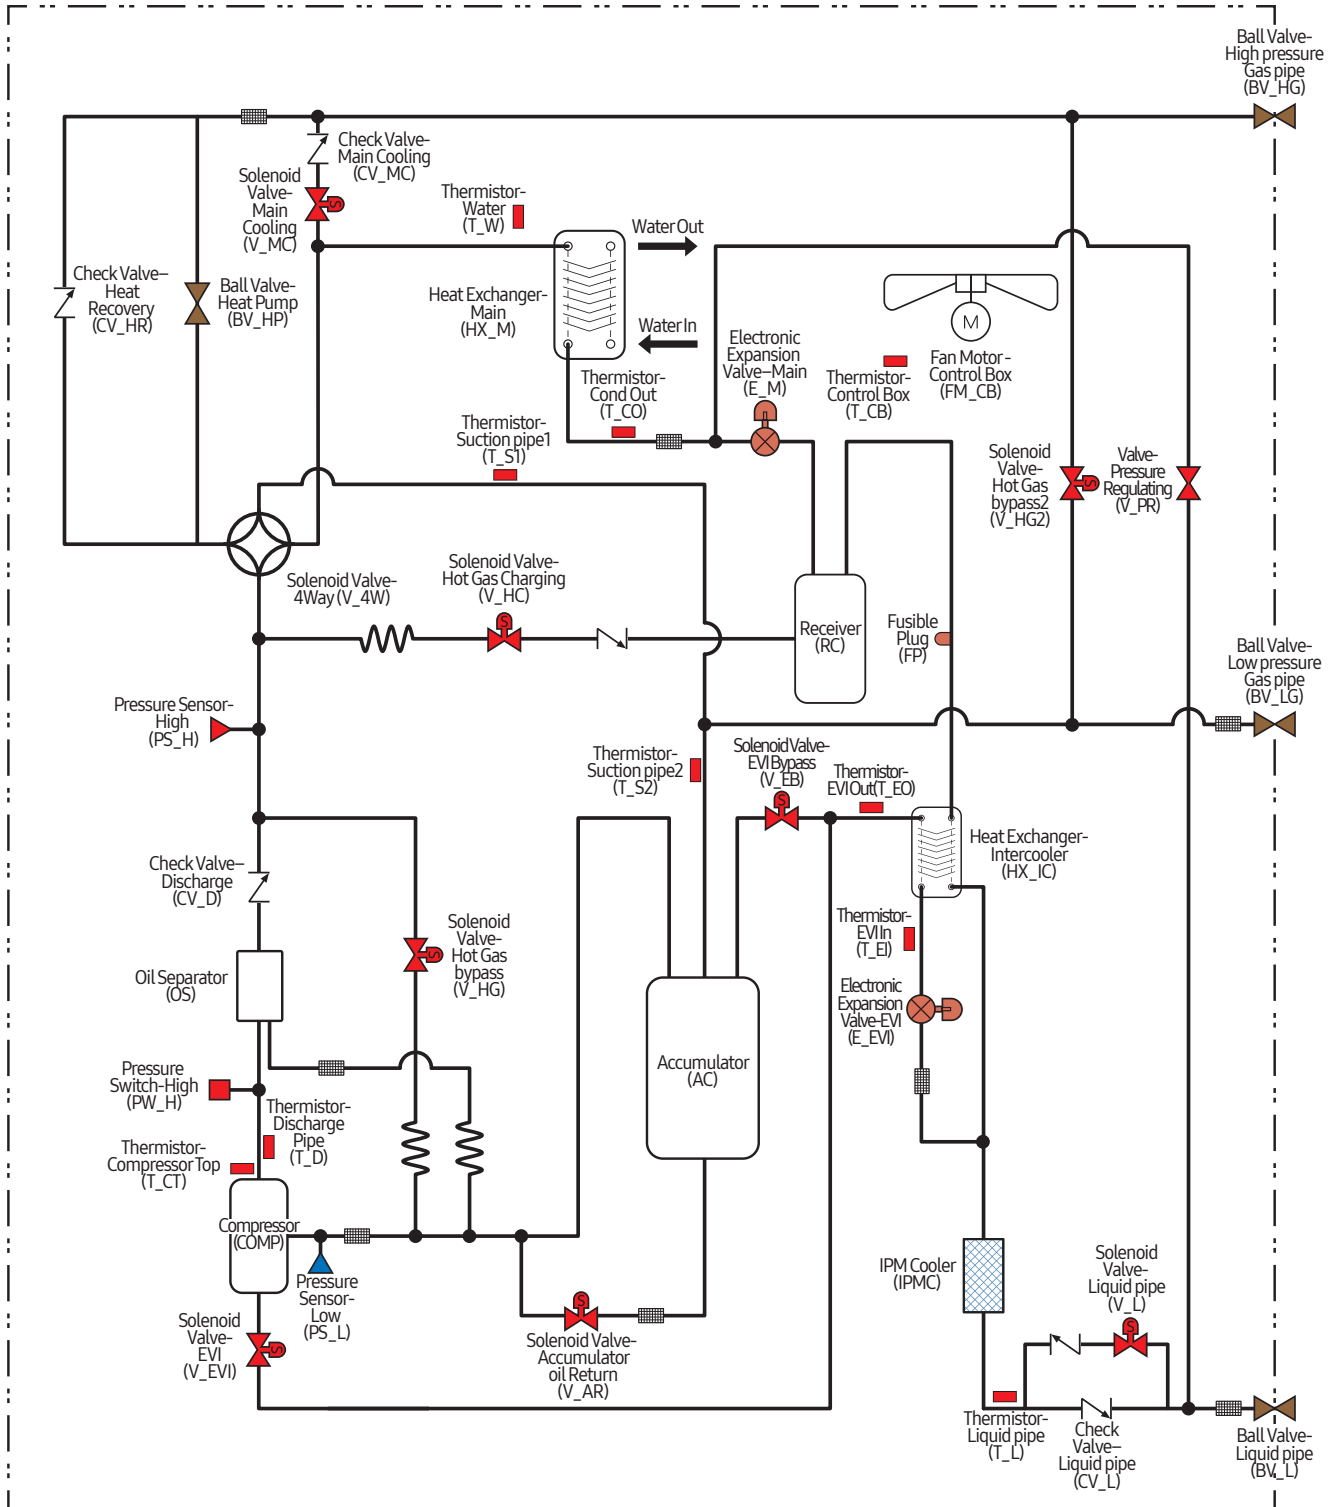 Ball Valve-
High pressure
Gas pipe
(BV_HG)
Check Valve-
Main Cooling
(CV_MC)
Solenoid
Valve-
Main
Cooling
(V_MC)
S
Thermistor-
Water
(T_W)
Water Out
Check Valve–
Heat
Recovery
(CV_HR)
Ball Valve-
Heat Pump
(BV_HP)
Heat Exchanger-
Main
(HX_M)
Water In
Electronic
Expansion
Valve–Main
(E_M)
M
Thermistor-
Control Box
(T_CB)
Fan Motor -
Control Box
(FM_CB)
Thermistor-
Cond Out
(T_CO)
Thermistor-
Suction pipe1
(T_S1)
Solenoid
Valve-
Hot Gas
bypass2
(V_HG2)
S
Valve-
Pressure
Regulating
(V_PR)
Solenoid Valve-
4Way (V_4W)
Solenoid Valve-
Hot Gas Charging
(V_HC)
S
Receiver
(RC)
Fusible
Plug
(FP)
Ball Valve-
Low pressure
Gas pipe
(BV_LG)
Pressure Sensor-
High
(PS_H)
Thermistor-
Suction pipe2
(T_S2)
Solenoid Valve-
EVI Bypass
(V_EB)
S
Thermistor-
EVI Out(T_EO)
Heat Exchanger-
Intercooler
(HX_IC)
Check Valve–
Discharge
(CV_D)
Solenoid
Valve-
Hot Gas
bypass
(V_HG)
S
Thermistor-
EVI In
(T_EI)
Oil Separator
(OS)
Electronic
Expansion
Valve-EVI
(E_EVI)
Accumulator
(AC)
Pressure
Switch-High
(PW_H)
Thermistor-
Discharge
Pipe
(T_D)
Thermistor-
Compressor Top
(T_CT)
Compressor
(COMP)
Pressure
Sensor-
Low
(PS_L)
IPM Cooler
(IPMC)
Solenoid
Valve-
Liquid pipe
(V_L)
S
Solenoid
Valve-
EVI
(V_EVI)
S
S
Solenoid Valve-
Accumulator
oil Return
(V_AR)
Thermistor-
Liquid pipe
(T_L)
Check
Valve–
Liquid pipe
(CV_L)
Ball Valve-
Liquid pipe
(BV_L)